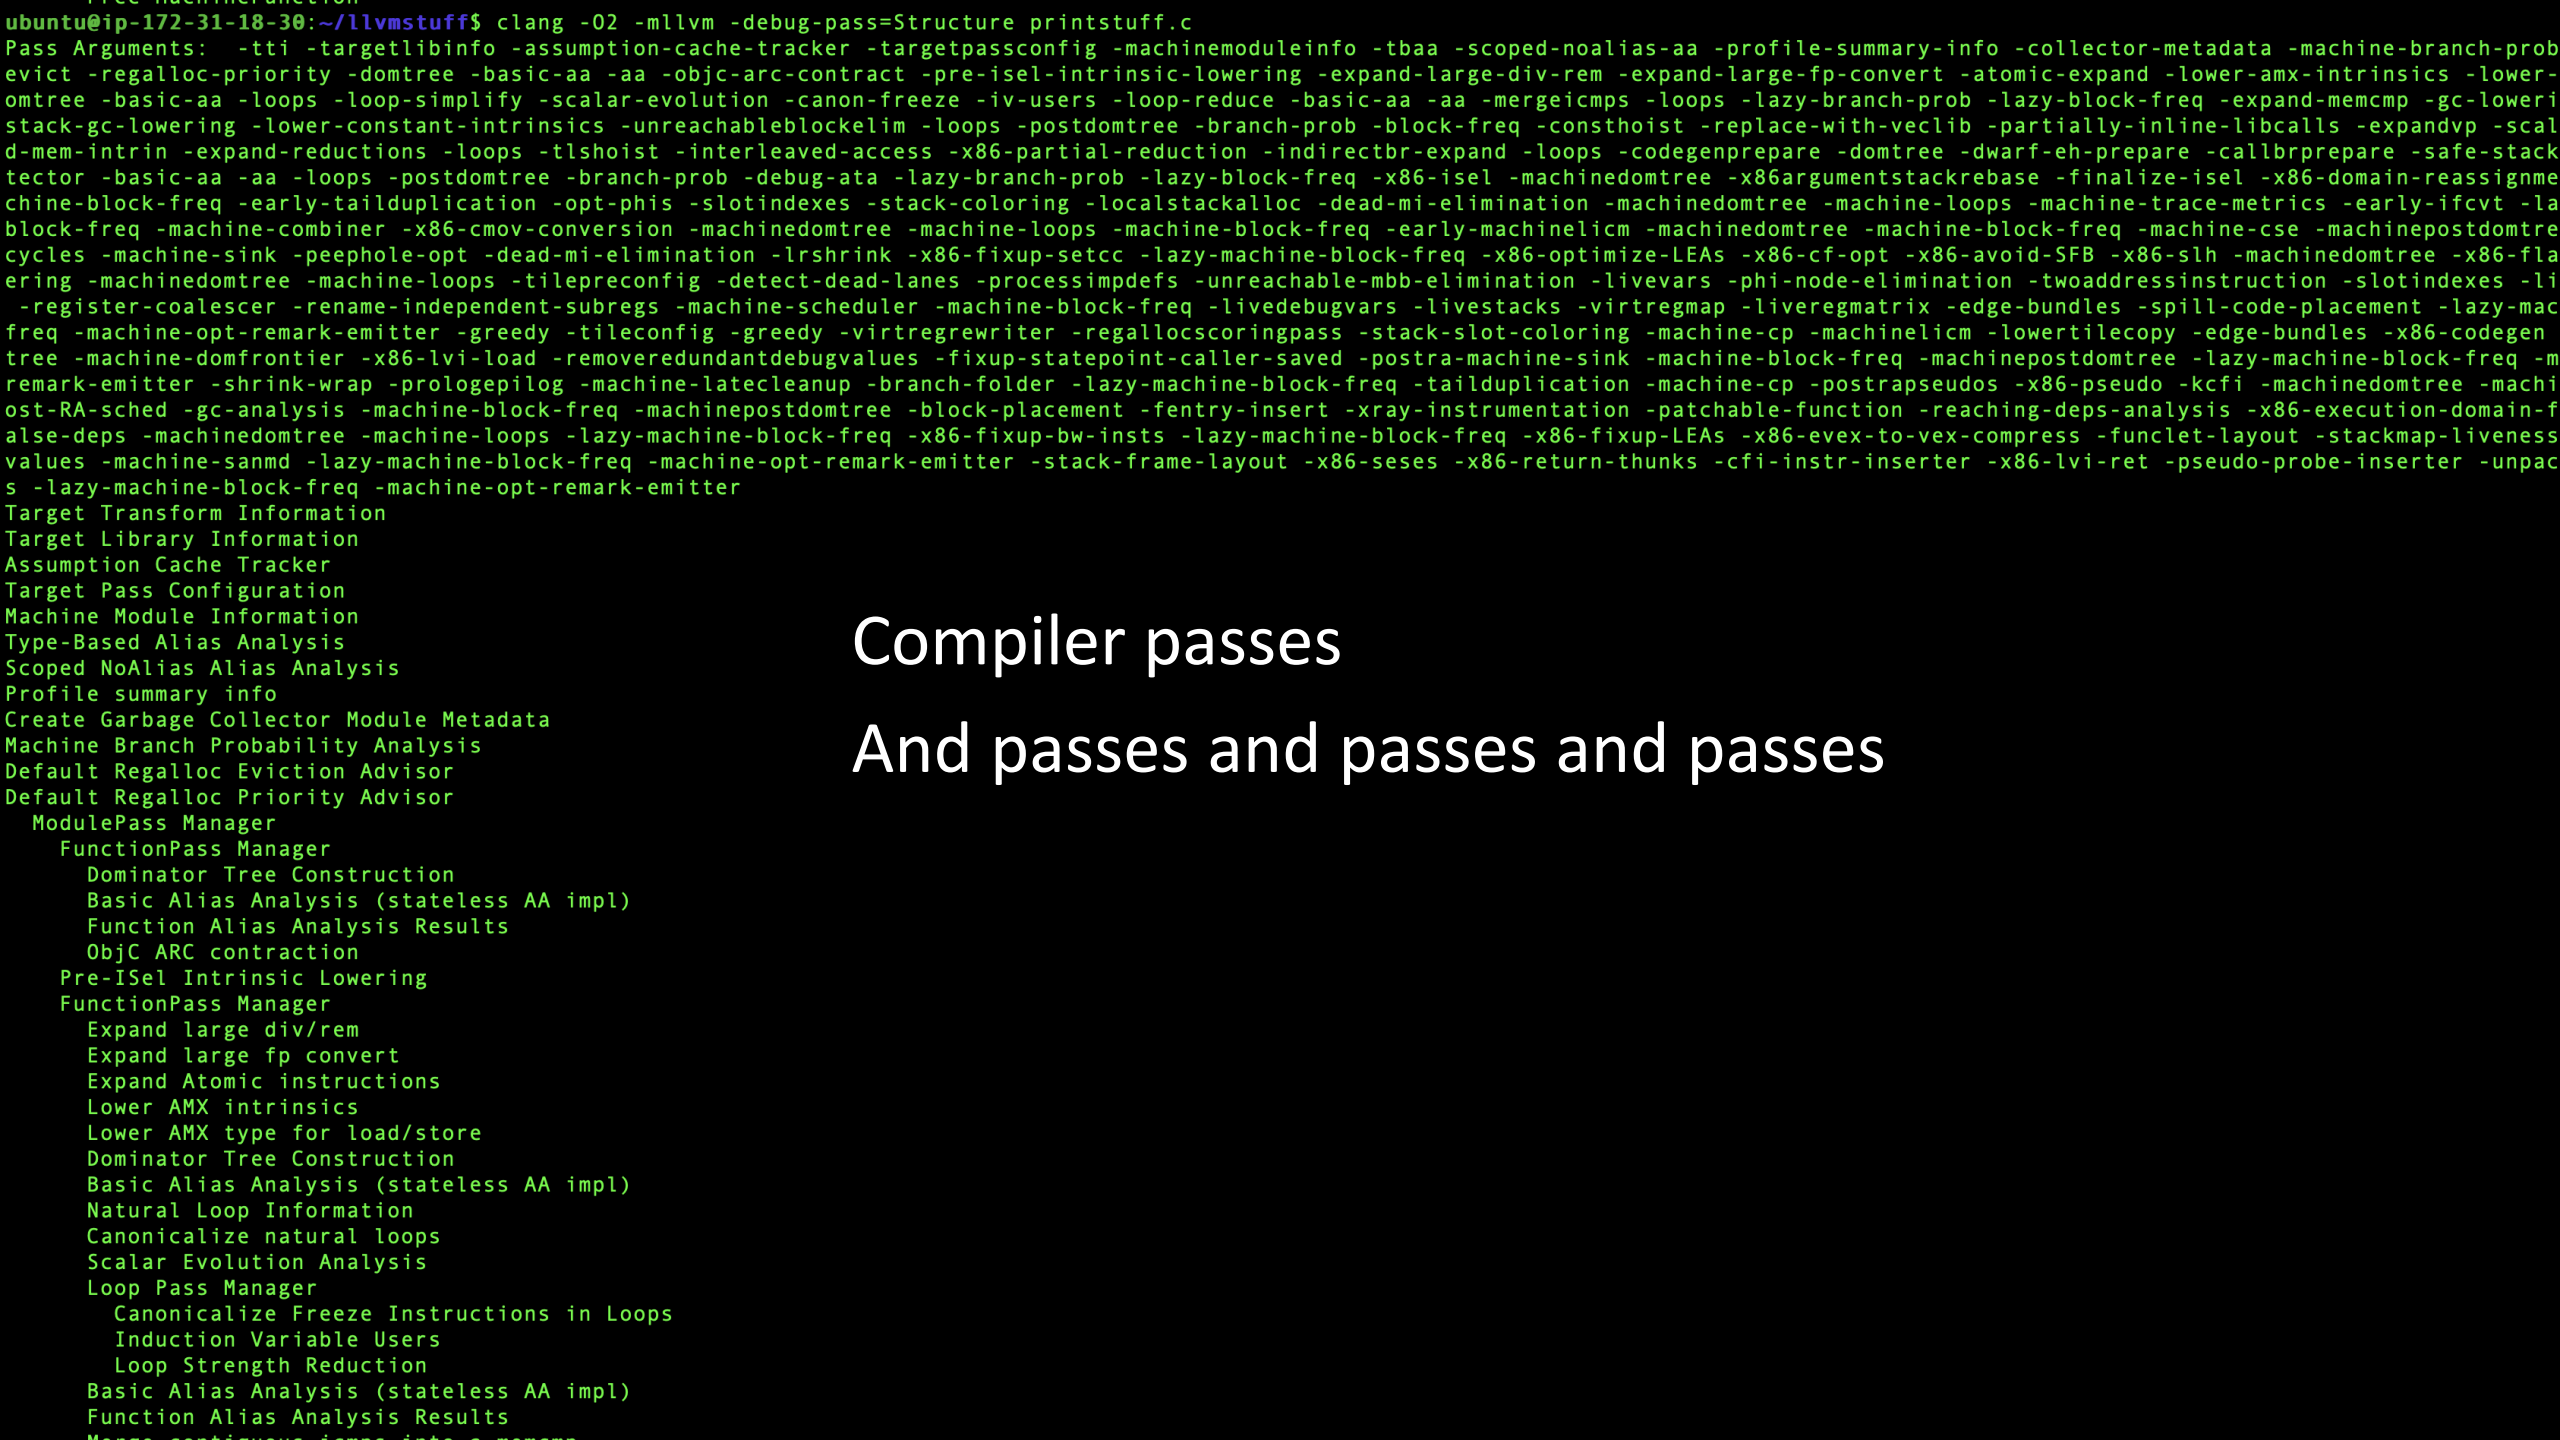 ubuntu@ip-172-31-18-30:~/llvmstuff$ clang -O2 -mllvm -debug-pass=Structure printstuff.c
Pass Arguments:  -tti -targetlibinfo -assumption-cache-tracker -targetpassconfig -machinemoduleinfo -tbaa -scoped-noalias-aa -profile-summary-info -collector-metadata -machine-branch-prob
evict -regalloc-priority -domtree -basic-aa -aa -objc-arc-contract -pre-isel-intrinsic-lowering -expand-large-div-rem -expand-large-fp-convert -atomic-expand -lower-amx-intrinsics -lower-
omtree -basic-aa -loops -loop-simplify -scalar-evolution -canon-freeze -iv-users -loop-reduce -basic-aa -aa -mergeicmps -loops -lazy-branch-prob -lazy-block-freq -expand-memcmp -gc-loweri
stack-gc-lowering -lower-constant-intrinsics -unreachableblockelim -loops -postdomtree -branch-prob -block-freq -consthoist -replace-with-veclib -partially-inline-libcalls -expandvp -scal
d-mem-intrin -expand-reductions -loops -tlshoist -interleaved-access -x86-partial-reduction -indirectbr-expand -loops -codegenprepare -domtree -dwarf-eh-prepare -callbrprepare -safe-stack
tector -basic-aa -aa -loops -postdomtree -branch-prob -debug-ata -lazy-branch-prob -lazy-block-freq -x86-isel -machinedomtree -x86argumentstackrebase -finalize-isel -x86-domain-reassignme
chine-block-freq -early-tailduplication -opt-phis -slotindexes -stack-coloring -localstackalloc -dead-mi-elimination -machinedomtree -machine-loops -machine-trace-metrics -early-ifcvt -la
block-freq -machine-combiner -x86-cmov-conversion -machinedomtree -machine-loops -machine-block-freq -early-machinelicm -machinedomtree -machine-block-freq -machine-cse -machinepostdomtre
cycles -machine-sink -peephole-opt -dead-mi-elimination -lrshrink -x86-fixup-setcc -lazy-machine-block-freq -x86-optimize-LEAs -x86-cf-opt -x86-avoid-SFB -x86-slh -machinedomtree -x86-fla
ering -machinedomtree -machine-loops -tilepreconfig -detect-dead-lanes -processimpdefs -unreachable-mbb-elimination -livevars -phi-node-elimination -twoaddressinstruction -slotindexes -li
 -register-coalescer -rename-independent-subregs -machine-scheduler -machine-block-freq -livedebugvars -livestacks -virtregmap -liveregmatrix -edge-bundles -spill-code-placement -lazy-mac
freq -machine-opt-remark-emitter -greedy -tileconfig -greedy -virtregrewriter -regallocscoringpass -stack-slot-coloring -machine-cp -machinelicm -lowertilecopy -edge-bundles -x86-codegen
tree -machine-domfrontier -x86-lvi-load -removeredundantdebugvalues -fixup-statepoint-caller-saved -postra-machine-sink -machine-block-freq -machinepostdomtree -lazy-machine-block-freq -m
remark-emitter -shrink-wrap -prologepilog -machine-latecleanup -branch-folder -lazy-machine-block-freq -tailduplication -machine-cp -postrapseudos -x86-pseudo -kcfi -machinedomtree -machi
ost-RA-sched -gc-analysis -machine-block-freq -machinepostdomtree -block-placement -fentry-insert -xray-instrumentation -patchable-function -reaching-deps-analysis -x86-execution-domain-f
alse-deps -machinedomtree -machine-loops -lazy-machine-block-freq -x86-fixup-bw-insts -lazy-machine-block-freq -x86-fixup-LEAs -x86-evex-to-vex-compress -funclet-layout -stackmap-liveness
values -machine-sanmd -lazy-machine-block-freq -machine-opt-remark-emitter -stack-frame-layout -x86-seses -x86-return-thunks -cfi-instr-inserter -x86-lvi-ret -pseudo-probe-inserter -unpac
s -lazy-machine-block-freq -machine-opt-remark-emitter
Target Transform Information
Target Library Information
Assumption Cache Tracker
Target Pass Configuration
Machine Module Information
Type-Based Alias Analysis
Scoped NoAlias Alias Analysis
Profile summary info
Create Garbage Collector Module Metadata
Machine Branch Probability Analysis
Default Regalloc Eviction Advisor
Default Regalloc Priority Advisor
  ModulePass Manager
    FunctionPass Manager
      Dominator Tree Construction
      Basic Alias Analysis (stateless AA impl)
      Function Alias Analysis Results
      ObjC ARC contraction
    Pre-ISel Intrinsic Lowering
    FunctionPass Manager
      Expand large div/rem
      Expand large fp convert
      Expand Atomic instructions
      Lower AMX intrinsics
      Lower AMX type for load/store
      Dominator Tree Construction
      Basic Alias Analysis (stateless AA impl)
      Natural Loop Information
      Canonicalize natural loops
      Scalar Evolution Analysis
      Loop Pass Manager
        Canonicalize Freeze Instructions in Loops
        Induction Variable Users
        Loop Strength Reduction
      Basic Alias Analysis (stateless AA impl)
      Function Alias Analysis Results
Compiler passes
And passes and passes and passes